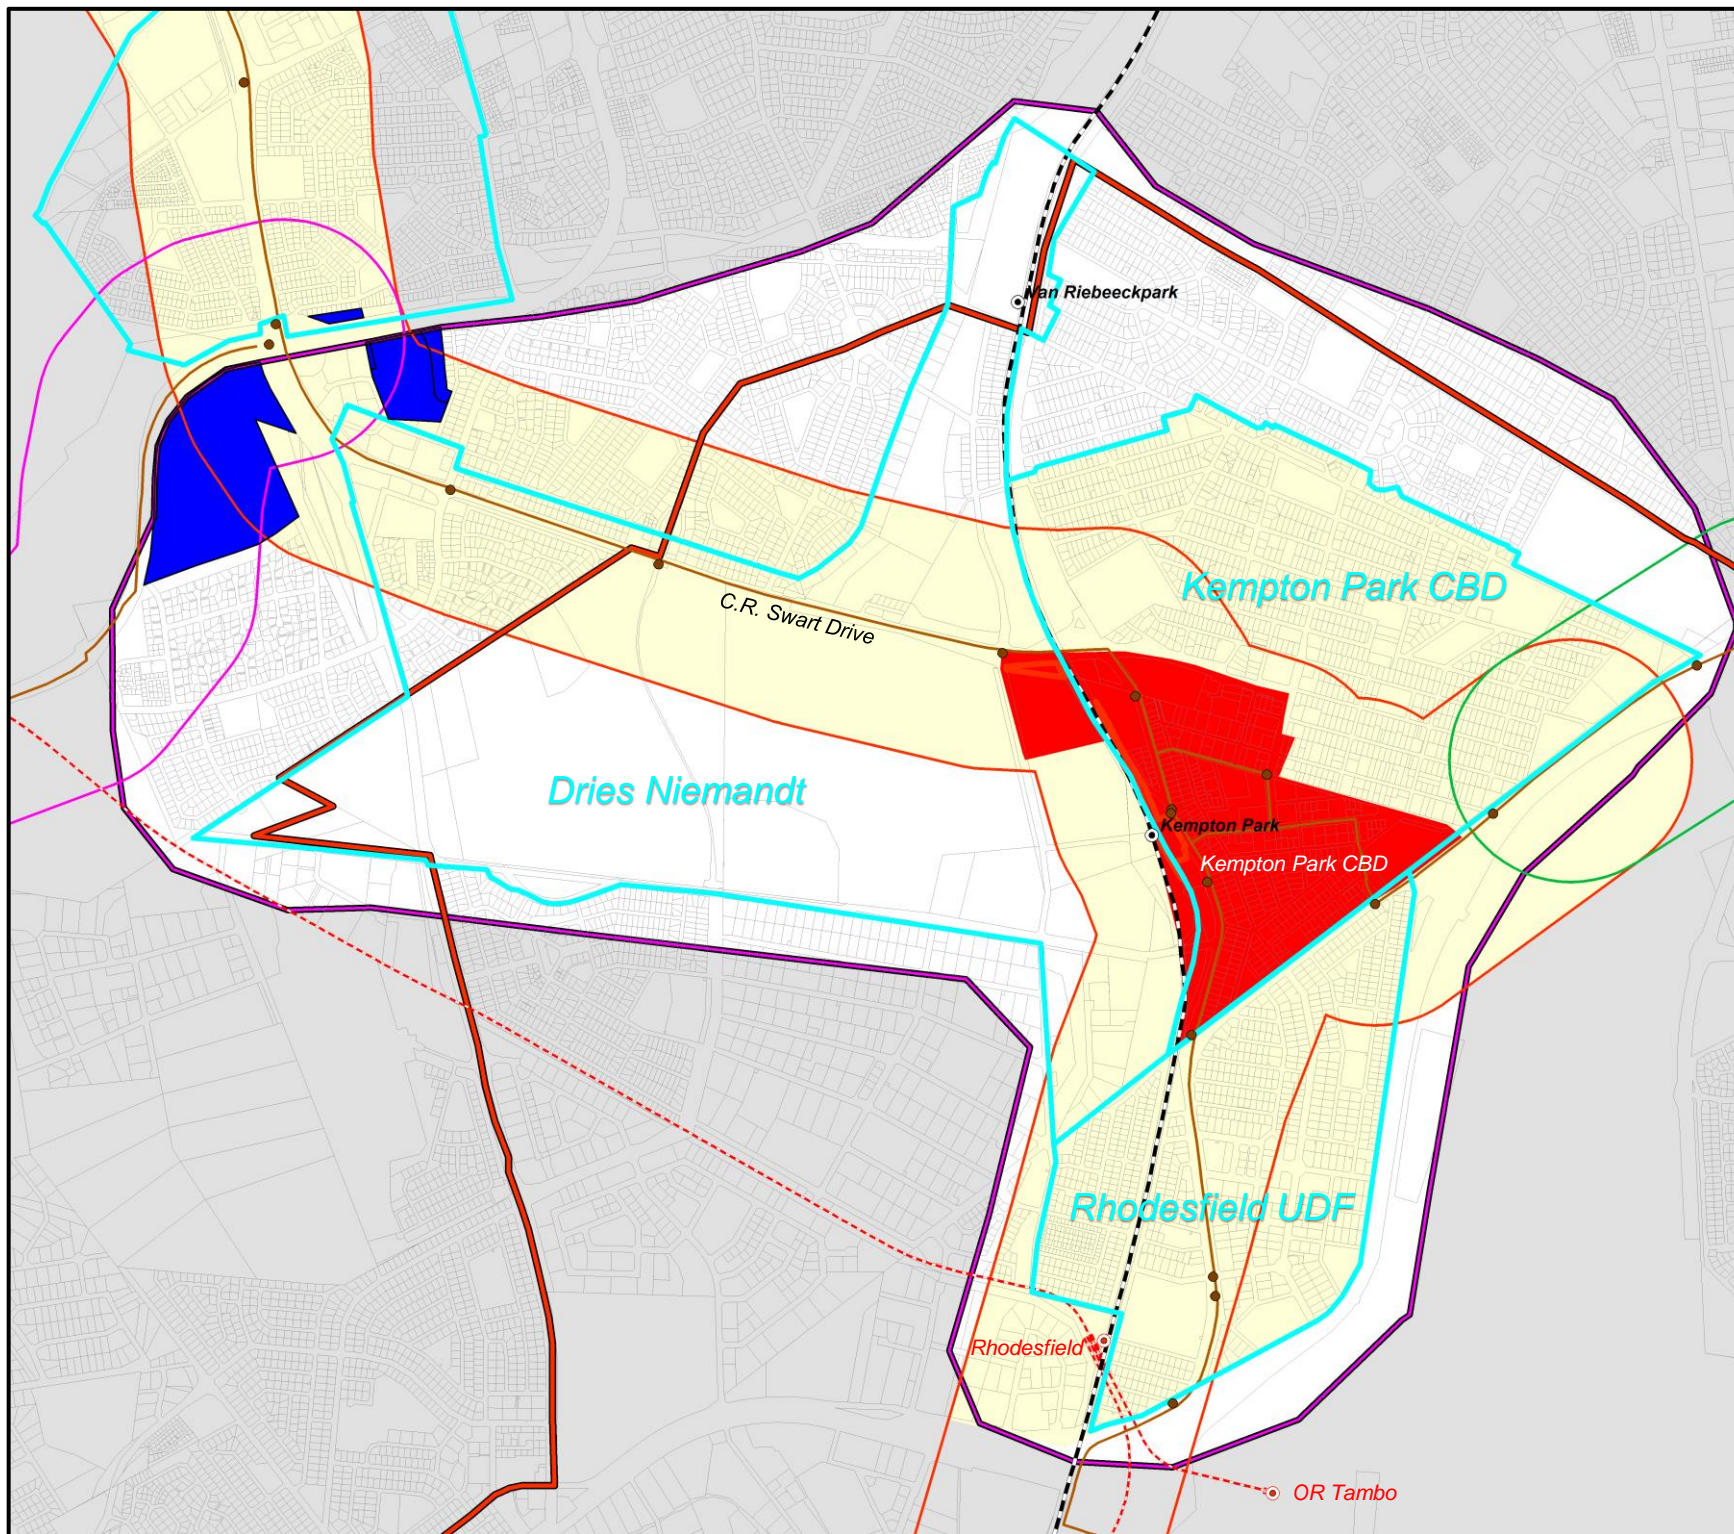 Van Riebeeckpark
Kempton Park CBD
C.R. Swart Drive
Dries Niemandt
Kempton Park
Kempton Park CBD
Rhodesfield UDF
Rhodesfield
OR Tambo